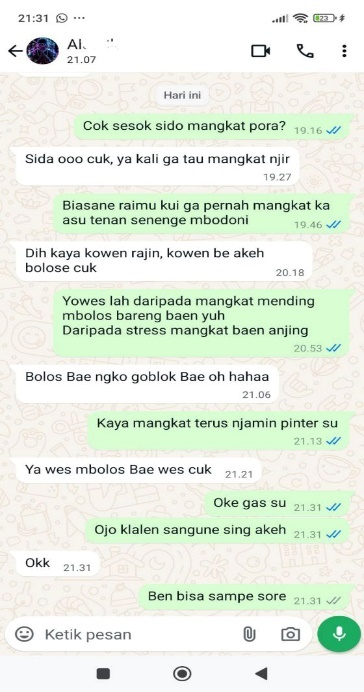 21:31
23
21.07
Hari ini
Cok sesok sido mangkat pora? 19.16
Sida ooo cuk, ya kali ga tau mangkat njir
19.27
Biasane raimu kui ga pernah mangkat ka
asu tenan senenge mbodoni 19.46
Dih kaya kowen rajin, kowen be akeh
bolose cuk 20.18
Yowes lah daripada mangkat mending
mbolos bareng baen yuh
Daripada stress mangkat baen anjing
20.53
Bolos Bae ngko goblok Bae oh hahaa
21.06
Kaya mangkat terus njamin pinter su
21.13
Ya wes mbolos Bae wes cuk 21.21
Oke gas su 21.31
Ojo klalen sangune sing akeh 21.31
Okk 21.31
Ben bisa sampe sore 21.31
Ketik pesan